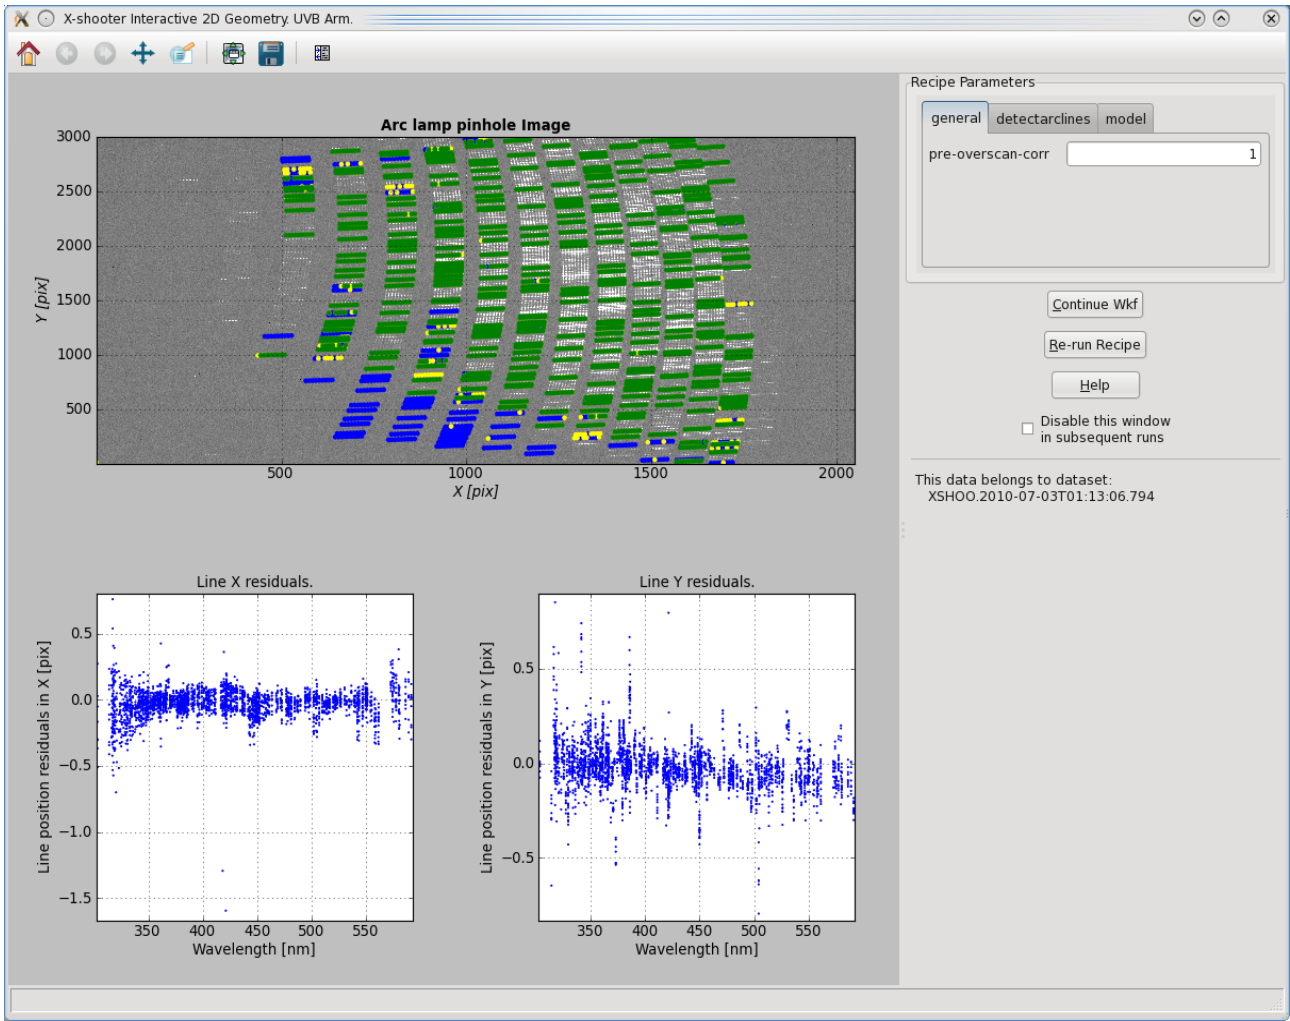 X-shooter Interactive 2D Geometry. UVB Arm.
Recipe Parameters
general detectarclines model
pre-overscan-corr 1
Continue Wkf
Re-run Recipe
Help
Disable this window
in subsequent runs
This data belongs to dataset:
XSHOO.2010-07-03T01:13:06.794
Arc lamp pinhole Image
3000
2500
2000
1500
1000
500
Y [pix]
500 1000 1500 2000
X [pix]
Line X residuals.
0.5
0.0
−0.5
−1.0
−1.5
Line position residuals in X [pix]
350 400 450 500 550
Wavelength [nm]
Line Y residuals.
0.5
0.0
−0.5
Line position residuals in Y [pix]
350 400 450 500 550
Wavelength [nm]